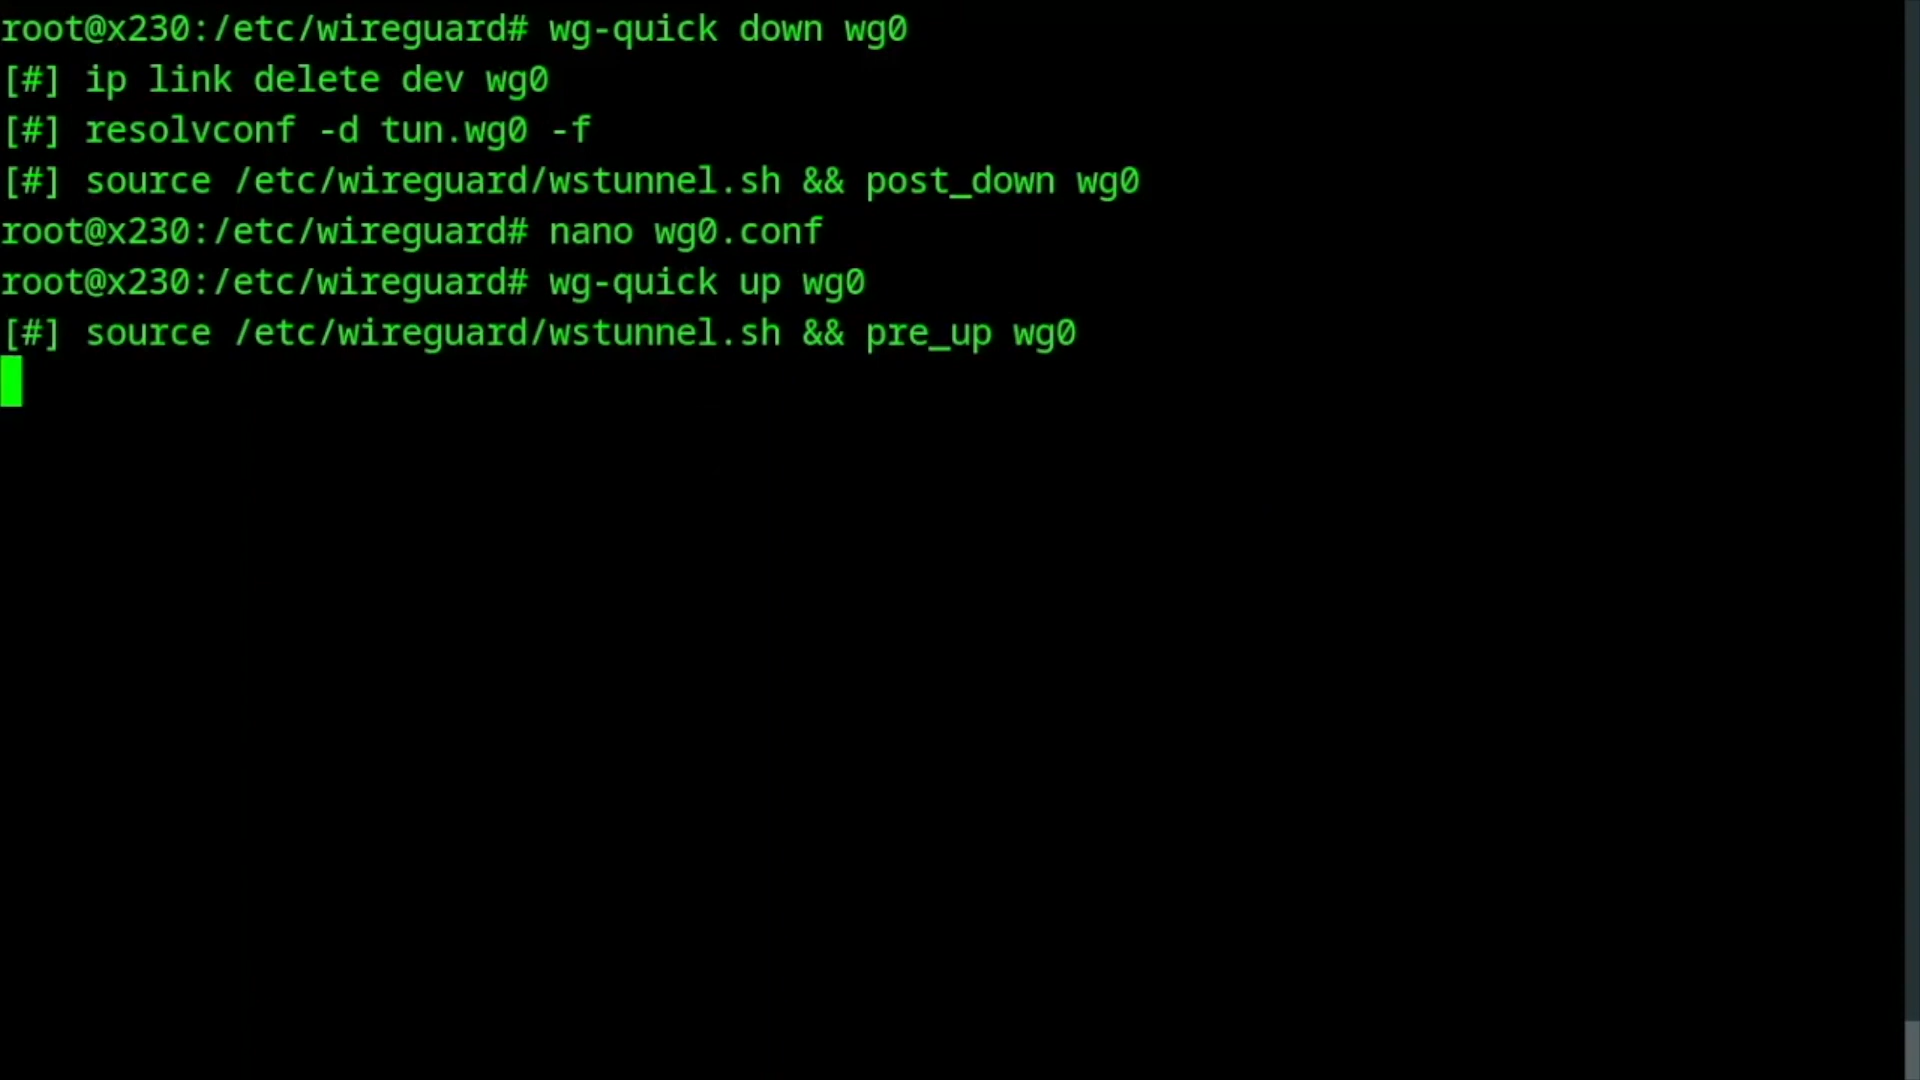 root@x230:/etc/wireguard# wg-quick down wg0
[#] ip link delete dev wg0
[#] resolvconf -d tun.wg0 -f
[#] source /etc/wireguard/wstunnel.sh && post_down wg0
root@x230:/etc/wireguard# nano wg0.conf
root@x230:/etc/wireguard# wg-quick up wg0
[#] source /etc/wireguard/wstunnel.sh && pre_up wg0